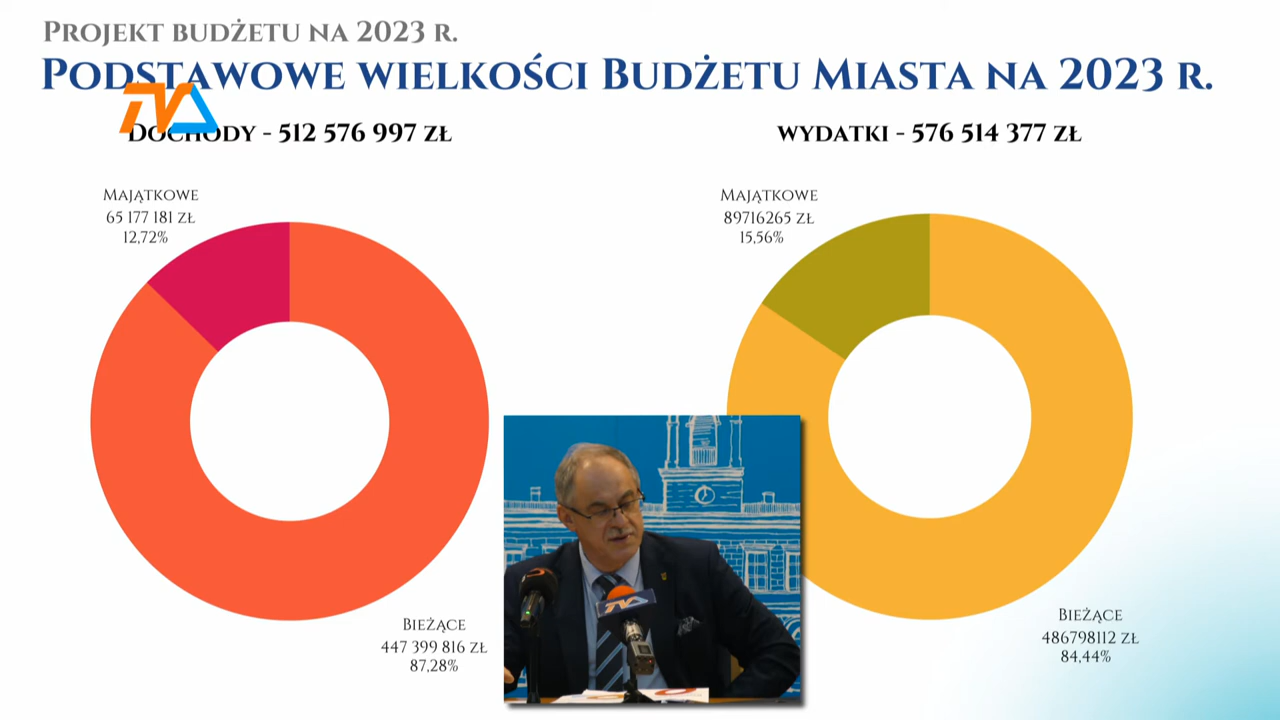 Projekt budżetu na 2023 r.
Podstawowe wielkości Budżetu Miasta na 2023 r.
TVA
Dochody - 512 576 997 zł
wydatki - 576 514 377 zł
Majątkowe
65 177 181 zł
12,72%
Majątkowe
89716265 zł
15,56%
Bieżące
447 399 816 zł
87,28%
Bieżące
486798112 zł
84,44%
TVA